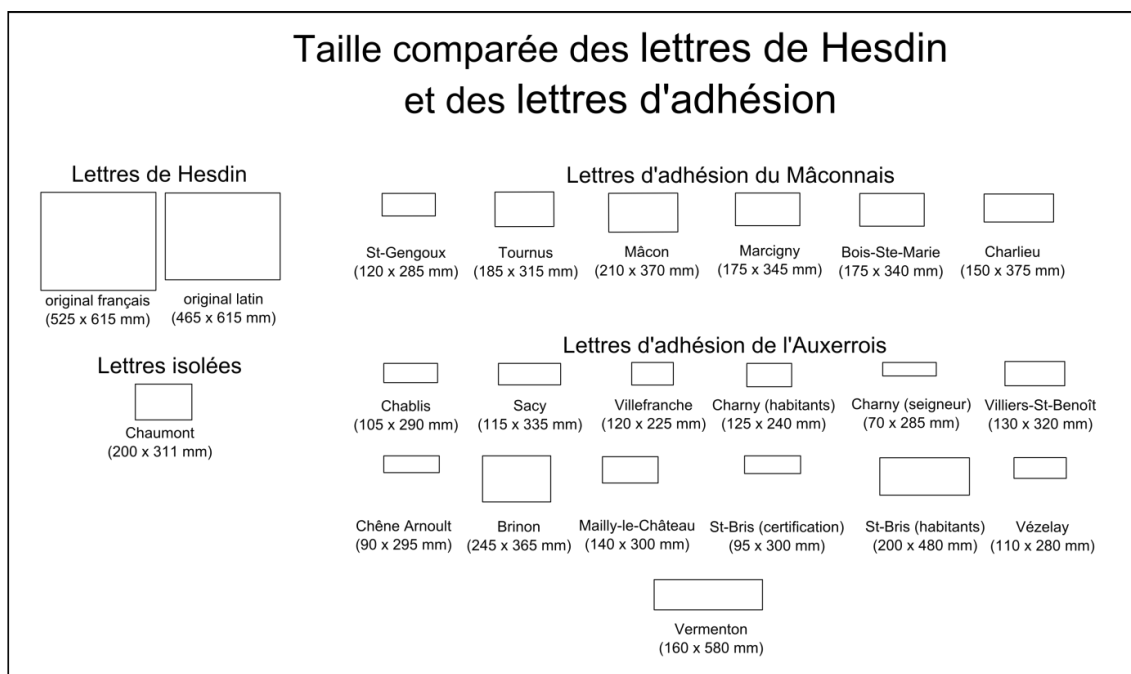 Taille comparée des lettres de Hesdin
et des lettres d'adhésion
Lettres de Hesdin
original français
(525 x 615 mm)
original latin
(465 x 615 mm)
Lettres isolées
Chaumont
(200 x 311 mm)
Lettres d'adhésion du Mâconnais
St-Gengoux
(120 x 285 mm)
Tournus
(185 x 315 mm)
Mâcon
(210 x 370 mm)
Marcigny
(175 x 345 mm)
Bois-Ste-Marie
(175 x 340 mm)
Charlieu
(150 x 375 mm)
Lettres d'adhésion de l'Auxerrois
Chablis
(105 x 290 mm)
Sacy
(115 x 335 mm)
Villefranche
(120 x 225 mm)
Charny (habitants)
(125 x 240 mm)
Charny (seigneur)
(70 x 285 mm)
Villiers-St-Benoît
(130 x 320 mm)
Chêne Arnoult
(90 x 295 mm)
Brinon
(245 x 365 mm)
Mailly-le-Château
(140 x 300 mm)
St-Bris (certification)
(95 x 300 mm)
St-Bris (habitants)
(200 x 480 mm)
Vézelay
(110 x 280 mm)
Vermenton
(160 x 580 mm)